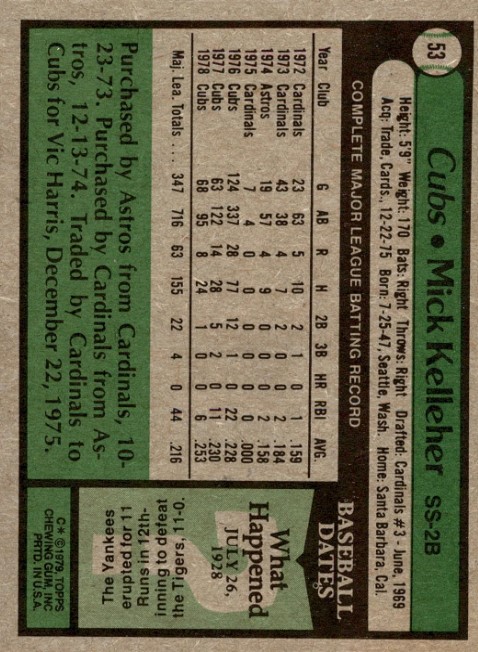 53
Cubs • Mick Kelleher SS-2B
Height: 5'9" Weight: 170 Bats: Right Throws: Right Drafted: Cardinals #3 - June, 1969
Acq: Trade, Cards., 12-22-75 Born: 7-25-47, Seattle, Wash. Home: Santa Barbara, Cal.
COMPLETE MAJOR LEAGUE BATTING RECORD
Year Club G AB R H 2B 3B HR RBI AVG.
1972 Cardinals 23 63 5 10 2 1 0 1 .159
1973 Cardinals 43 38 4 7 2 0 0 2 .184
1974 Astros 19 57 4 9 0 0 0 2 .158
1975 Cardinals 7 4 0 0 0 0 0 0 .000
1976 Cubs 124 337 28 77 12 1 0 22 .228
1977 Cubs 63 122 14 28 5 2 0 11 .230
1978 Cubs 68 95 8 24 1 0 0 6 .253
Maj. Lea. Totals . . . 347 716 63 155 22 4 0 44 .216
Purchased by Astros from Cardinals, 10-
23-73. Purchased by Cardinals from As-
tros, 12-13-74. Traded by Cardinals to
Cubs for Vic Harris, December 22, 1975.
BASEBALL
DATES
What
Happened
JULY 26,
1928
?
The Yankees
erupted for 11
Runs in 12th-
Inning to defeat
the Tigers, 11-0.
C* ©1979 TOPPS
CHEWING GUM, INC
PRTD. IN U.S.A.